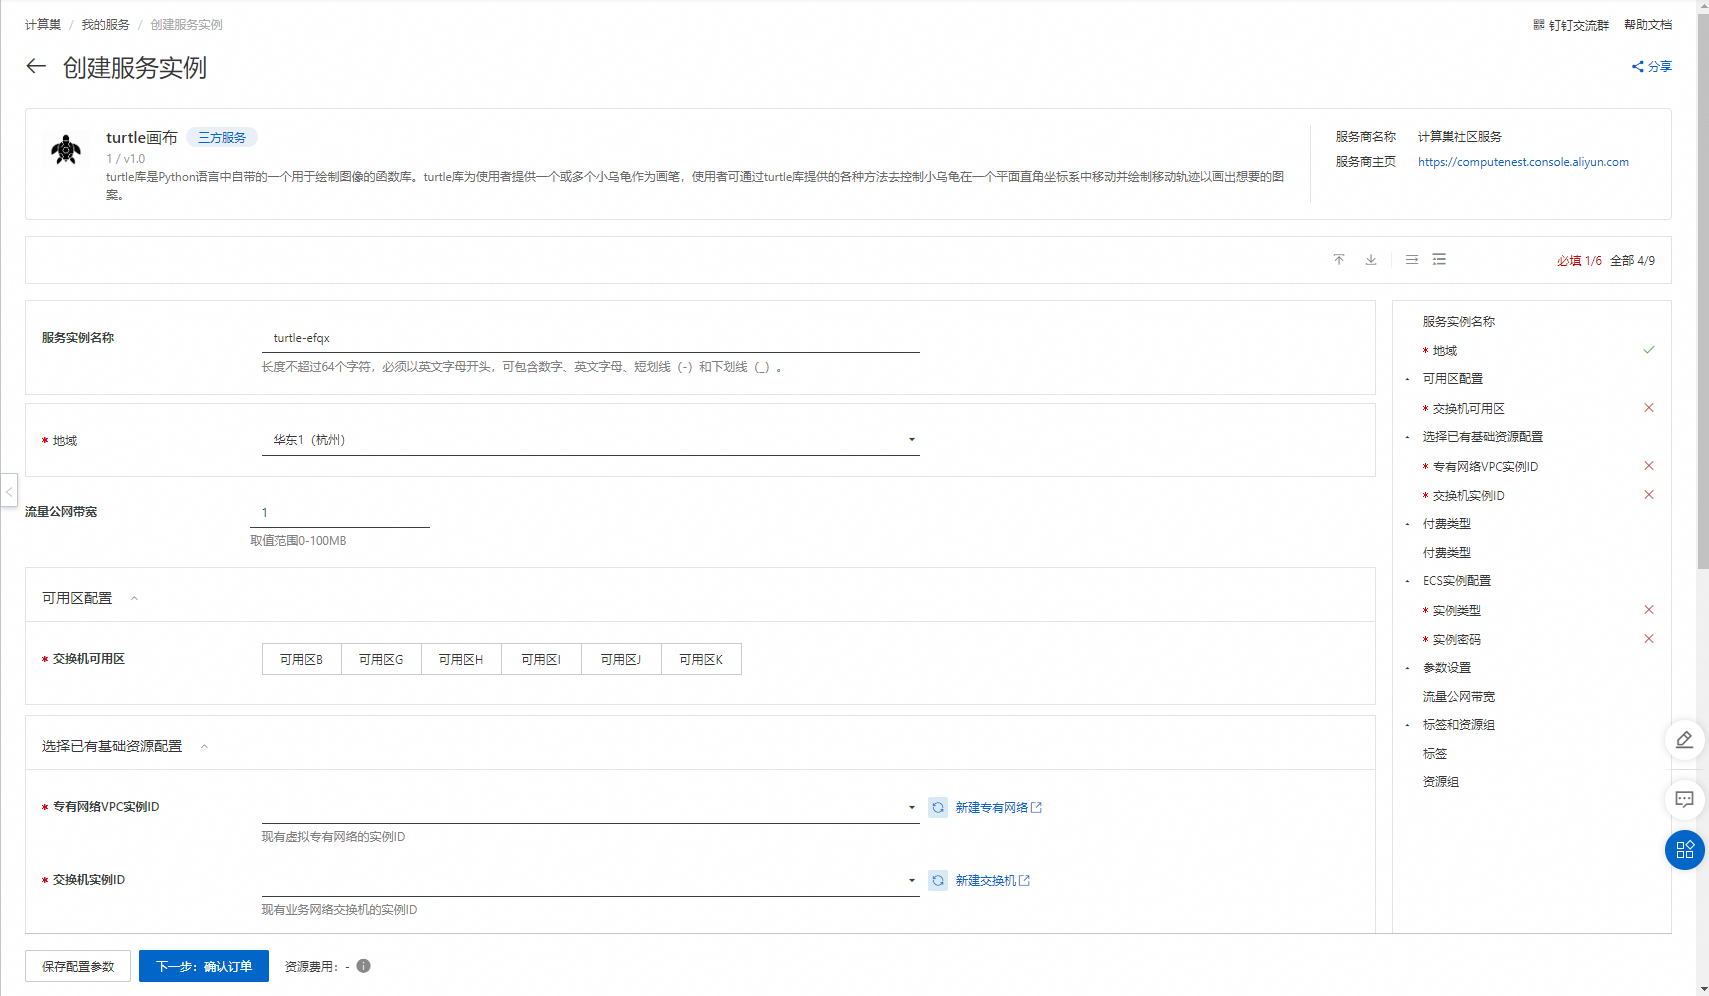 计算巢 / 我的服务 / 创建服务实例
钉钉交流群 帮助文档
创建服务实例
分享
turtle画布 三方服务
1 / v1.0
turtle库是Python语言中自带的一个用于绘制图像的函数库。turtle库为使用者提供一个或多个小乌龟作为画笔，使用者可通过turtle库提供的各种方法去控制小乌龟在一个平面直角坐标系中移动并绘制移动轨迹以画出想要的图
案。
服务商名称 计算巢社区服务
服务商主页 https://computenest.console.aliyun.com
必填 1/6 全部 4/9
服务实例名称
turtle-efqx
长度不超过64个字符，必须以英文字母开头，可包含数字、英文字母、短划线（-）和下划线（_）。
* 地域
华东1（杭州）
流量公网带宽
1
取值范围0-100MB
可用区配置
* 交换机可用区
可用区B 可用区G 可用区H 可用区I 可用区J 可用区K
选择已有基础资源配置
* 专有网络VPC实例ID
新建专有网络
现有虚拟专有网络的实例ID
* 交换机实例ID
新建交换机
现有业务网络交换机的实例ID
服务实例名称
* 地域
可用区配置
* 交换机可用区
选择已有基础资源配置
* 专有网络VPC实例ID
* 交换机实例ID
付费类型
付费类型
ECS实例配置
* 实例类型
* 实例密码
参数设置
流量公网带宽
标签和资源组
标签
资源组
保存配置参数 下一步：确认订单 资源费用： -